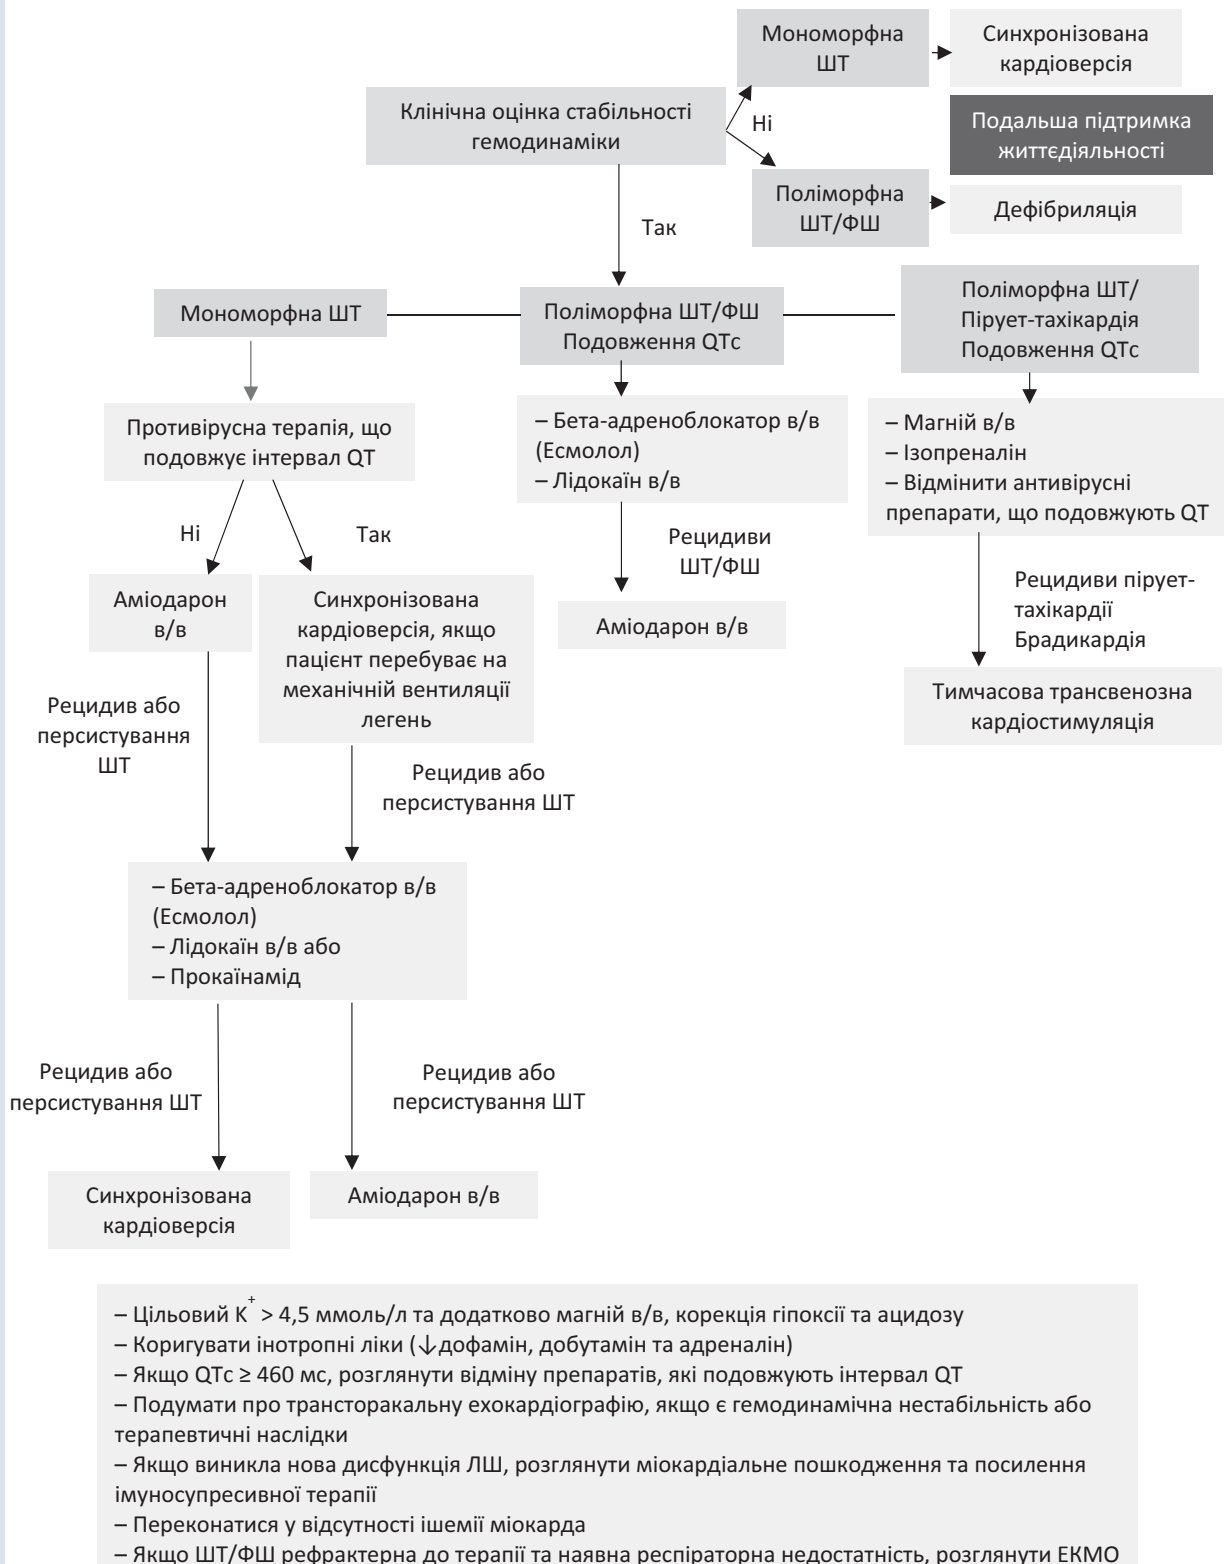 Мономорфна
ШТ
Синхронізована
кардіоверсія
Клінічна оцінка стабільності
гемодинаміки
Ні
Подальша підтримка
життєдіяльності
Поліморфна
ШТ/ФШ
Дефібриляція
Так
Мономорфна ШТ
Поліморфна ШТ/ФШ
Подовження QTc
Поліморфна ШТ/
Пірует-тахікардія
Подовження QTc
Противірусна терапія, що
подовжує інтервал QT
– Бета-адреноблокатор в/в
(Есмолол)
– Лідокаїн в/в
– Магній в/в
– Ізопреналін
– Відмінити антивірусні
препарати, що подовжують QT
Ні
Так
Рецидиви
ШТ/ФШ
Рецидиви пірует-
тахікардії
Брадикардія
Аміодарон
в/в
Синхронізована
кардіоверсія, якщо
пацієнт перебуває на
механічній вентиляції
легень
Аміодарон в/в
Тимчасова трансвенозна
кардіостимуляція
Рецидив або
персистування
ШТ
Рецидив або
персистування ШТ
– Бета-адреноблокатор в/в
(Есмолол)
– Лідокаїн в/в або
– Прокаїнамід
Рецидив або
персистування ШТ
Рецидив або
персистування ШТ
Синхронізована
кардіоверсія
Аміодарон в/в
– Цільовий K⁺ > 4,5 ммоль/л та додатково магній в/в, корекція гіпоксії та ацидозу
– Коригувати інотропні ліки (↓дофамін, добутамін та адреналін)
– Якщо QTc ≥ 460 мс, розглянути відміну препаратів, які подовжують інтервал QT
– Подумати про трансторакальну ехокардіографію, якщо є гемодинамічна нестабільність або
терапевтичні наслідки
– Якщо виникла нова дисфункція ЛШ, розглянути міокардіальне пошкодження та посилення
імуносупресивної терапії
– Переконатися у відсутності ішемії міокарда
– Якщо ШТ/ФШ рефрактерна до терапії та наявна респіраторна недостатність, розглянути ЕКМО